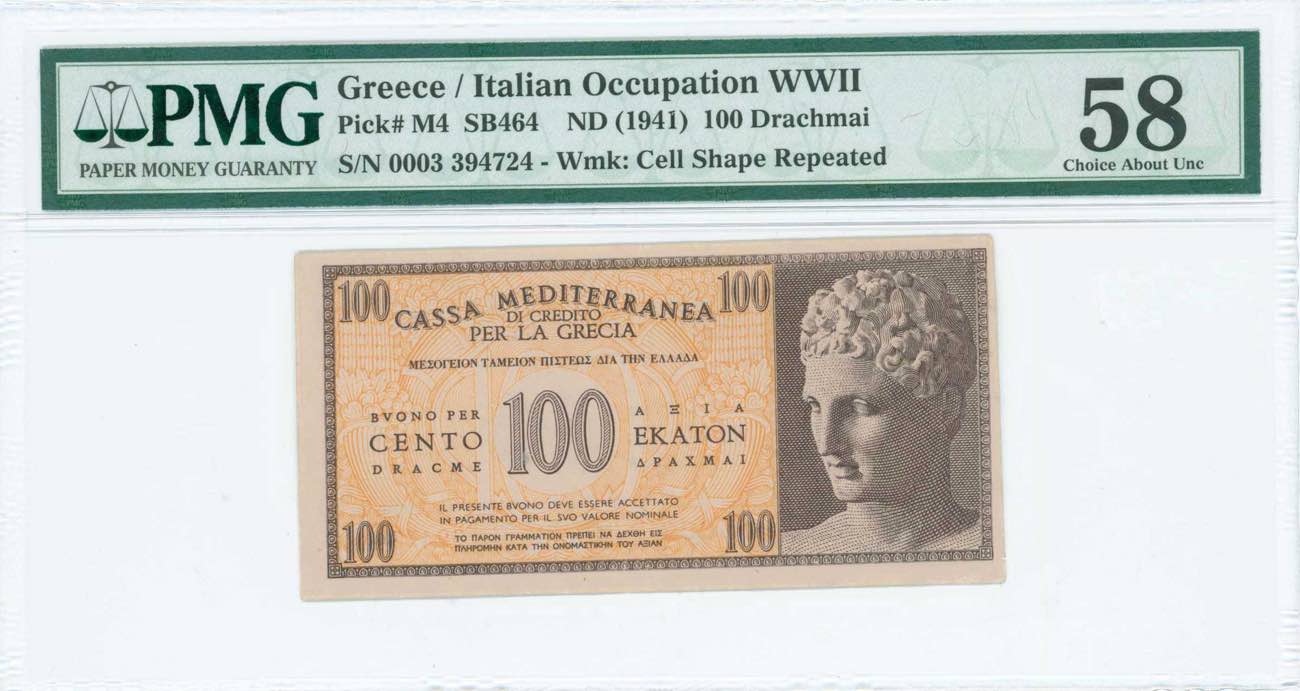 PMG
PAPER MONEY GUARANTY
Greece / Italian Occupation WWII
Pick# M4 SB464 ND (1941) 100 Drachmai
S/N 0003 394724 - Wmk: Cell Shape Repeated
58
Choice About Unc
100
100
CASSA MEDITERRANEA
DI CREDITO
PER LA GRECIA
ΜΕΣΟΓΕΙΟΝ ΤΑΜΕΙΟΝ ΠΙΣΤΕΩΣ ΔΙΑ ΤΗΝ ΕΛΛΑΔΑ
BVONO PER
CENTO
DRACME
100
ΑΞΙΑ
ΕΚΑΤΟΝ
ΔΡΑΧΜΑΙ
IL PRESENTE BVONO DEVE ESSERE ACCETTATO
IN PAGAMENTO PER IL SVO VALORE NOMINALE
ΤΟ ΠΑΡΟΝ ΓΡΑΜΜΑΤΙΟΝ ΠΡΕΠΕΙ ΝΑ ΔΕΧΘΗ ΕΙΣ
ΠΛΗΡΩΜΗΝ ΚΑΤΑ ΤΗΝ ΟΝΟΜΑΣΤΙΚΗΝ ΤΟΥ ΑΞΙΑΝ
100
100